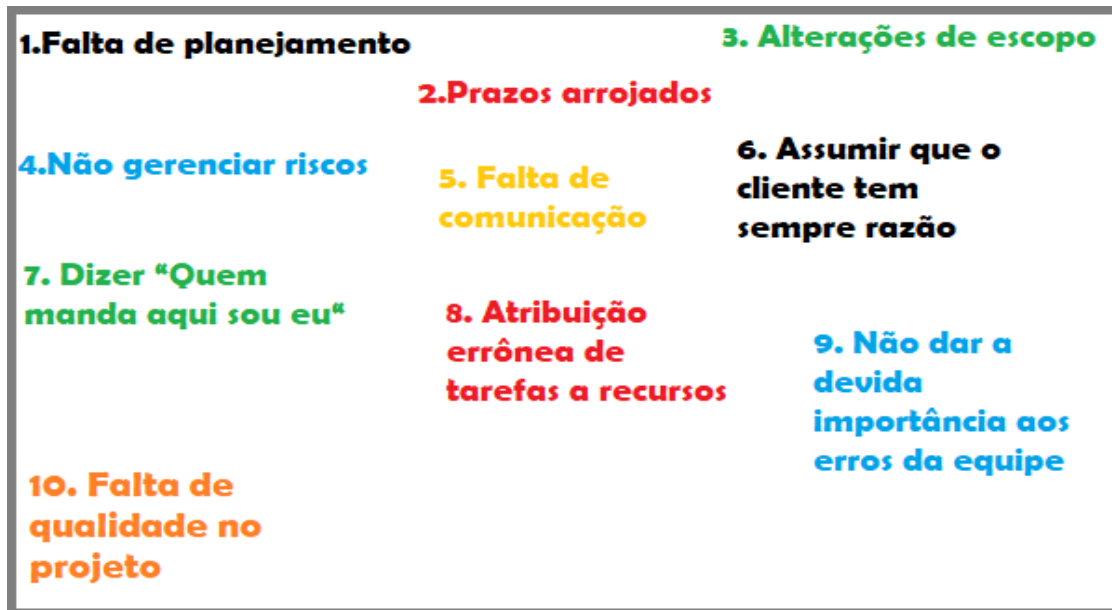 1.Falta de planejamento
2.Prazos arrojados
3. Alterações de escopo
4.Não gerenciar riscos
5. Falta de
comunicação
6. Assumir que o
cliente tem
sempre razão
7. Dizer “Quem
manda aqui sou eu“
8. Atribuição
errônea de
tarefas a recursos
9. Não dar a
devida
importância aos
erros da equipe
10. Falta de
qualidade no
projeto